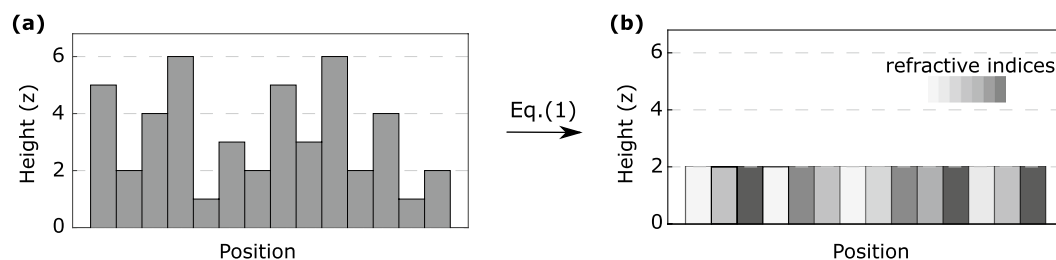 (a)
Height (z)
6
4
2
0
Position
Eq.(1)
(b)
Height (z)
6
4
2
0
refractive indices
Position